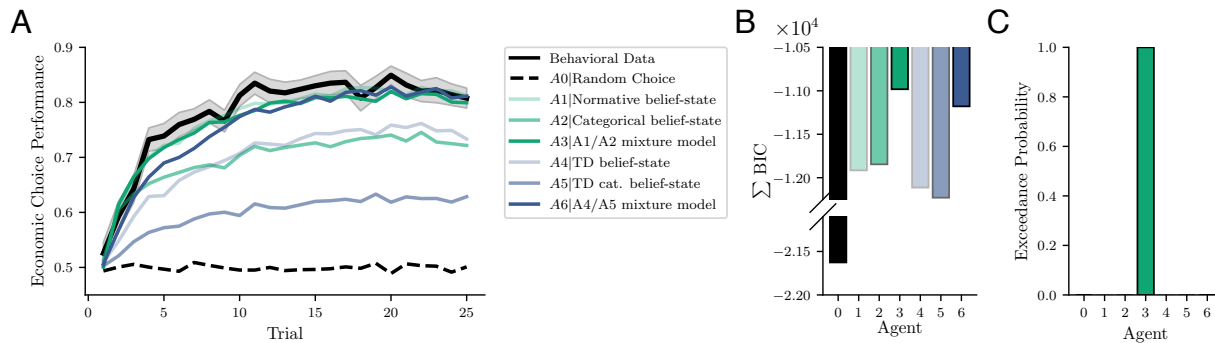 A
Economic Choice Performance
0.9
0.8
0.7
0.6
0.5
0 5 10 15 20 25
Trial
Behavioral Data
A0|Random Choice
A1|Normative belief-state
A2|Categorical belief-state
A3|A1/A2 mixture model
A4|TD belief-state
A5|TD cat. belief-state
A6|A4/A5 mixture model
B
×10⁴
∑ BIC
−1.05
−1.10
−1.15
−1.20
−2.15
−2.20
0 1 2 3 4 5 6
Agent
C
Exceedance Probability
1.0
0.8
0.6
0.4
0.2
0.0
0 1 2 3 4 5 6
Agent